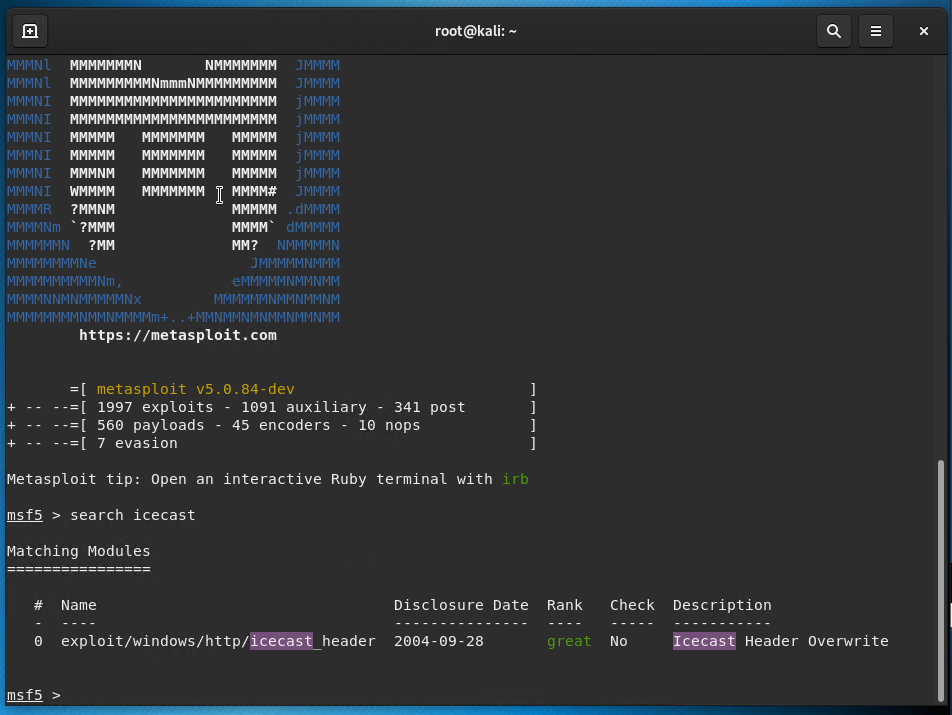 root@kali: ~
MMMNl  MMMMMMMN       NMMMMMMM  JMMMM
MMMNl  MMMMMMMMMNmmmNMMMMMMMMM  JMMMM
MMMNI  MMMMMMMMMMMMMMMMMMMMMMM  jMMMM
MMMNI  MMMMMMMMMMMMMMMMMMMMMMM  jMMMM
MMMNI  MMMMM   MMMMMMM   MMMMM  jMMMM
MMMNI  MMMMM   MMMMMMM   MMMMM  jMMMM
MMMNI  MMMNM   MMMMMMM   MMMMM  jMMMM
MMMNI  WMMMM   MMMMMMM   MMMM#  JMMMM
MMMMR  ?MMNM             MMMMM .dMMMM
MMMMNm `?MMM             MMMM` dMMMMM
MMMMMMN  ?MM             MM?  NMMMMMN
MMMMMMMMNe                 JMMMMMNMMM
MMMMMMMMMMNm,            eMMMMMNMMNMM
MMMMNNMNMMMMMNx        MMMMMMNMMNMMNM
MMMMMMMMNMMNMMMMm+..+MMNMMNMNMMNMMNMM
        https://metasploit.com
       =[ metasploit v5.0.84-dev                          ]
+ -- --=[ 1997 exploits - 1091 auxiliary - 341 post       ]
+ -- --=[ 560 payloads - 45 encoders - 10 nops            ]
+ -- --=[ 7 evasion                                       ]
Metasploit tip: Open an interactive Ruby terminal with irb
msf5 > search icecast
Matching Modules
================
   #  Name                                 Disclosure Date  Rank   Check  Description
   -  ----                                 ---------------  ----   -----  -----------
   0  exploit/windows/http/icecast_header  2004-09-28       great  No     Icecast Header Overwrite
msf5 >